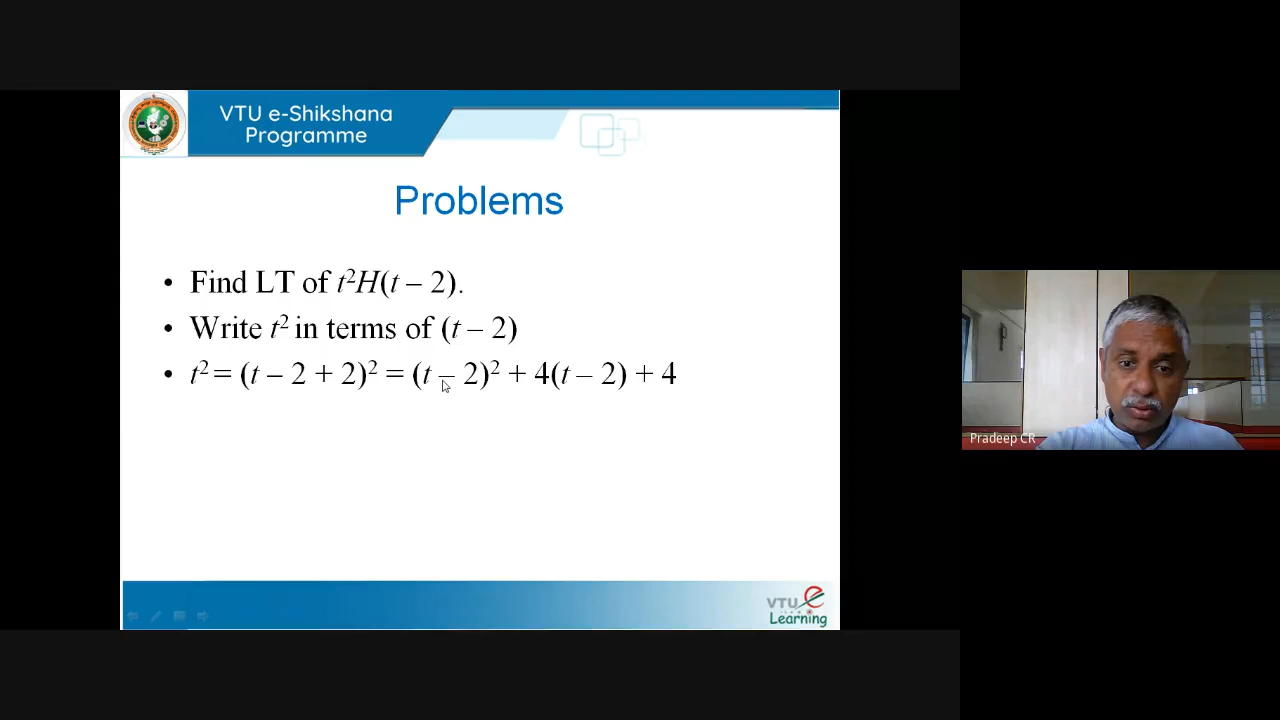 VTU e-Shikshana
Programme
Problems
• Find LT of t²H(t – 2).
• Write t² in terms of (t – 2)
• t² = (t – 2 + 2)² = (t – 2)² + 4(t – 2) + 4
Pradeep CR
VTU e
Learning